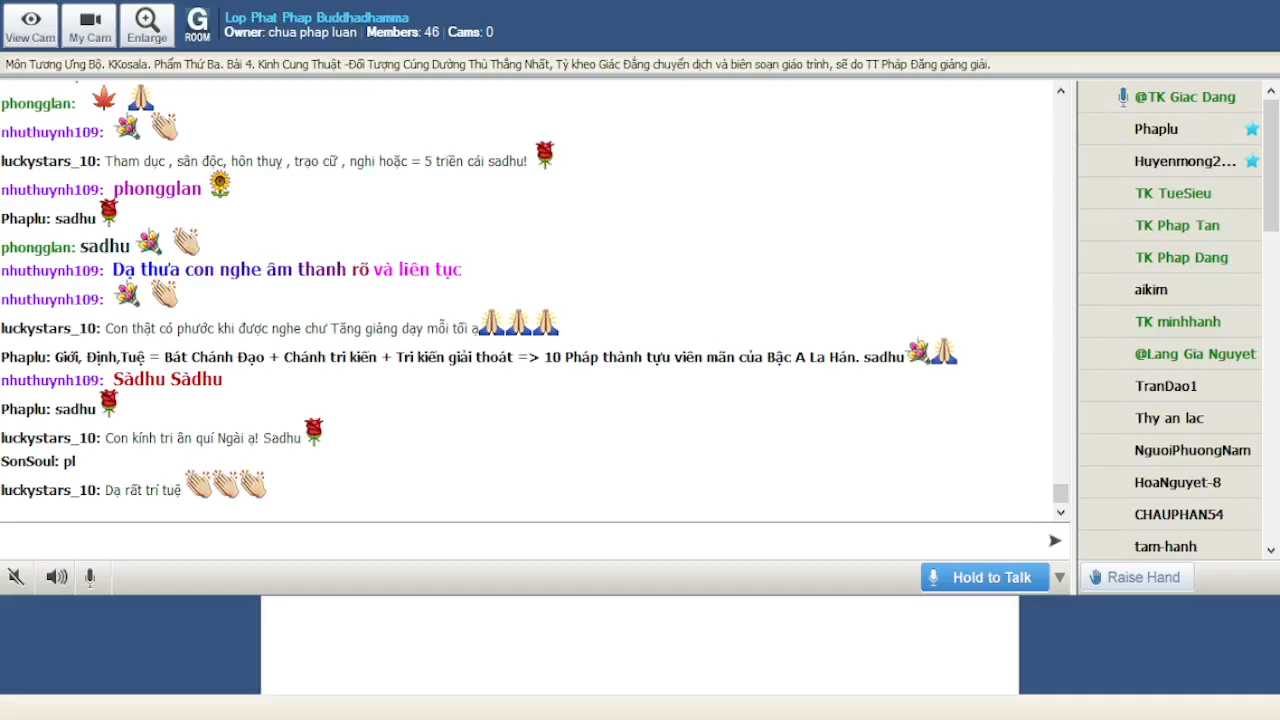 View Cam
My Cam
Enlarge
G ROOM
Lop Phat Phap Buddhadhamma
Owner: chua phap luan | Members: 46 | Cams: 0
Môn Tương Ưng Bộ. KKosala. Phẩm Thứ Ba. Bài 4. Kinh Cung Thuật -Đối Tượng Cúng Dường Thù Thắng Nhất, Tỳ kheo Giác Đẳng chuyển dịch và biên soạn giáo trình, sẽ do TT Pháp Đăng giảng giải.
phongglan:
nhuthuynh109:
luckystars_10: Tham dục , sân độc, hôn thuỵ , trạo cữ , nghi hoặc = 5 triền cái sadhu!
nhuthuynh109: phongglan
Phaplu: sadhu
phongglan: sadhu
nhuthuynh109: Dạ thưa con nghe âm thanh rõ và liên tục
nhuthuynh109:
luckystars_10: Con thật có phước khi được nghe chư Tăng giảng dạy mỗi tối ạ
Phaplu: Giới, Định,Tuệ = Bát Chánh Đạo + Chánh tri kiến + Tri kiến giải thoát => 10 Pháp thành tựu viên mãn của Bậc A La Hán. sadhu
nhuthuynh109: Sàdhu Sàdhu
Phaplu: sadhu
luckystars_10: Con kính tri ân quí Ngài ạ! Sadhu
SonSoul: pl
luckystars_10: Dạ rất trí tuệ
Hold to Talk
@TK Giac Dang
Phaplu
Huyenmong2...
TK TueSieu
TK Phap Tan
TK Phap Dang
aikim
TK minhhanh
@Lang Gia Nguyet
TranDao1
Thy an lac
NguoiPhuongNam
HoaNguyet-8
CHAUPHAN54
tam-hanh
Raise Hand